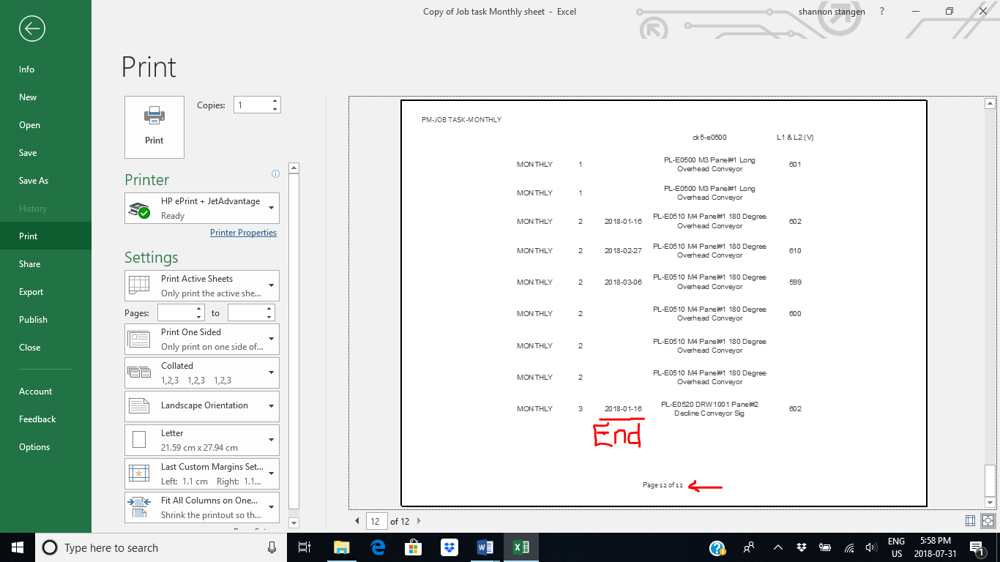 Copy of Job task Monthly sheet - Excel
shannon stangen
?
Info
New
Open
Save
Save As
History
Print
Share
Export
Publish
Close
Account
Feedback
Options
Print
Print
Copies: 1
Printer
HP ePrint + JetAdvantage
Ready
Printer Properties
Settings
Print Active Sheets
Only print the active she...
Pages: to
Print One Sided
Only print on one side of...
Collated
1,2,3 1,2,3 1,2,3
Landscape Orientation
Letter
21.59 cm x 27.94 cm
Last Custom Margins Set...
Left: 1.1 cm Right: 1.1...
Fit All Columns on One...
Shrink the printout so th...
PM-JOB TASK-MONTHLY
ck5-e0500 L1 & L2 (V)
MONTHLY 1 PL-E0500 M3 Panel#1 Long 601
Overhead Conveyor
MONTHLY 1 PL-E0500 M3 Panel#1 Long
Overhead Conveyor
MONTHLY 2 2018-01-16 PL-E0510 M4 Panel#1 180 Degree 602
Overhead Conveyor
MONTHLY 2 2018-02-27 PL-E0510 M4 Panel#1 180 Degree 610
Overhead Conveyor
MONTHLY 2 2018-03-06 PL-E0510 M4 Panel#1 180 Degree 599
Overhead Conveyor
MONTHLY 2 PL-E0510 M4 Panel#1 180 Degree 600
Overhead Conveyor
MONTHLY 2 PL-E0510 M4 Panel#1 180 Degree
Overhead Conveyor
MONTHLY 2 PL-E0510 M4 Panel#1 180 Degree
Overhead Conveyor
MONTHLY 3 2018-01-16 PL-E0520 DRW1001 Panel#2 602
Decline Conveyor Sig
End
Page 12 of 12
12 of 12
Type here to search
ENG
US
5:58 PM
2018-07-31
1